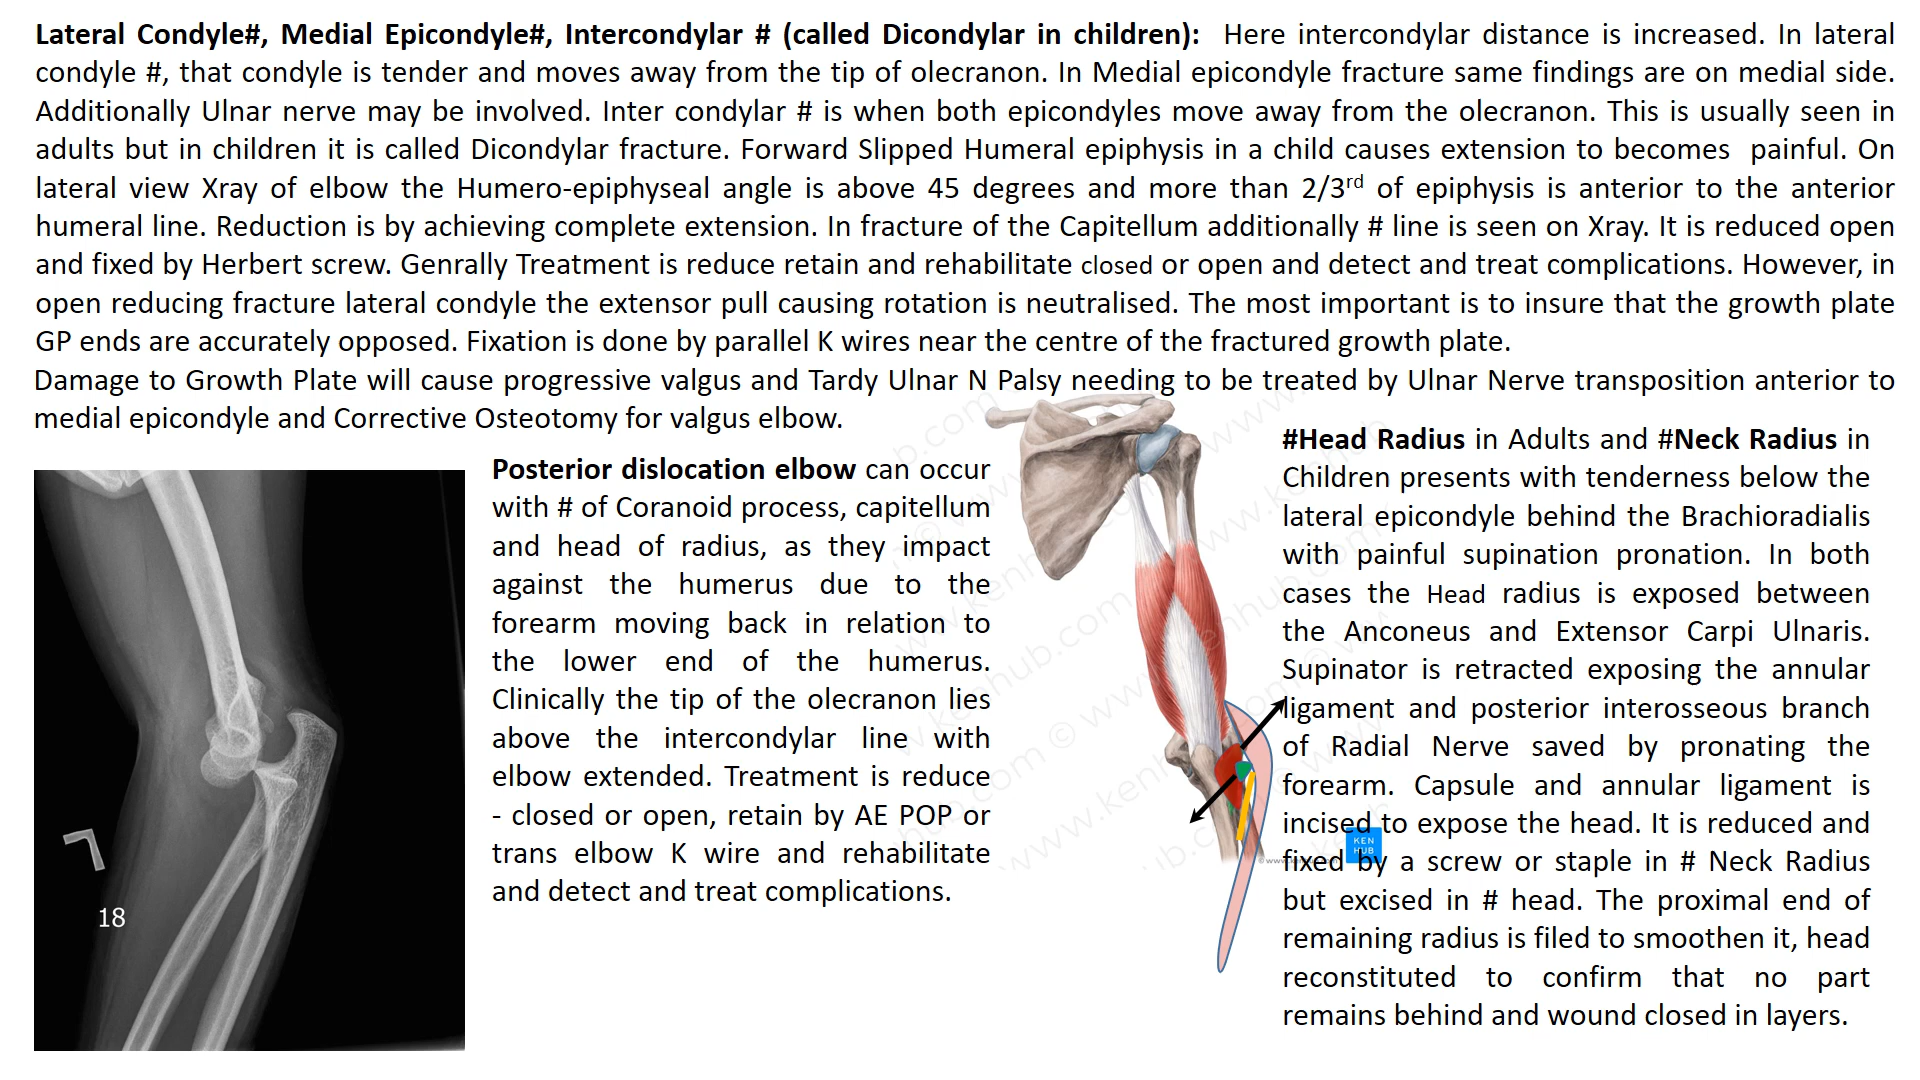 Lateral Condyle#, Medial Epicondyle#, Intercondylar # (called Dicondylar in children): Here intercondylar distance is increased. In lateral
condyle #, that condyle is tender and moves away from the tip of olecranon. In Medial epicondyle fracture same findings are on medial side.
Additionally Ulnar nerve may be involved. Inter condylar # is when both epicondyles move away from the olecranon. This is usually seen in
adults but in children it is called Dicondylar fracture. Forward Slipped Humeral epiphysis in a child causes extension to becomes painful. On
lateral view Xray of elbow the Humero-epiphyseal angle is above 45 degrees and more than 2/3rd of epiphysis is anterior to the anterior
humeral line. Reduction is by achieving complete extension. In fracture of the Capitellum additionally # line is seen on Xray. It is reduced open
and fixed by Herbert screw. Genrally Treatment is reduce retain and rehabilitate closed or open and detect and treat complications. However, in
open reducing fracture lateral condyle the extensor pull causing rotation is neutralised. The most important is to insure that the growth plate
GP ends are accurately opposed. Fixation is done by parallel K wires near the centre of the fractured growth plate.
Damage to Growth Plate will cause progressive valgus and Tardy Ulnar N Palsy needing to be treated by Ulnar Nerve transposition anterior to
medial epicondyle and Corrective Osteotomy for valgus elbow.
Posterior dislocation elbow can occur
with # of Coranoid process, capitellum
and head of radius, as they impact
against the humerus due to the
forearm moving back in relation to
the lower end of the humerus.
Clinically the tip of the olecranon lies
above the intercondylar line with
elbow extended. Treatment is reduce
- closed or open, retain by AE POP or
trans elbow K wire and rehabilitate
and detect and treat complications.
#Head Radius in Adults and #Neck Radius in
Children presents with tenderness below the
lateral epicondyle behind the Brachioradialis
with painful supination pronation. In both
cases the Head radius is exposed between
the Anconeus and Extensor Carpi Ulnaris.
Supinator is retracted exposing the annular
ligament and posterior interosseous branch
of Radial Nerve saved by pronating the
forearm. Capsule and annular ligament is
incised to expose the head. It is reduced and
fixed by a screw or staple in # Neck Radius
but excised in # head. The proximal end of
remaining radius is filed to smoothen it, head
reconstituted to confirm that no part
remains behind and wound closed in layers.
18
KEN
HUB
www.kenhub.com © www.kenhub.com